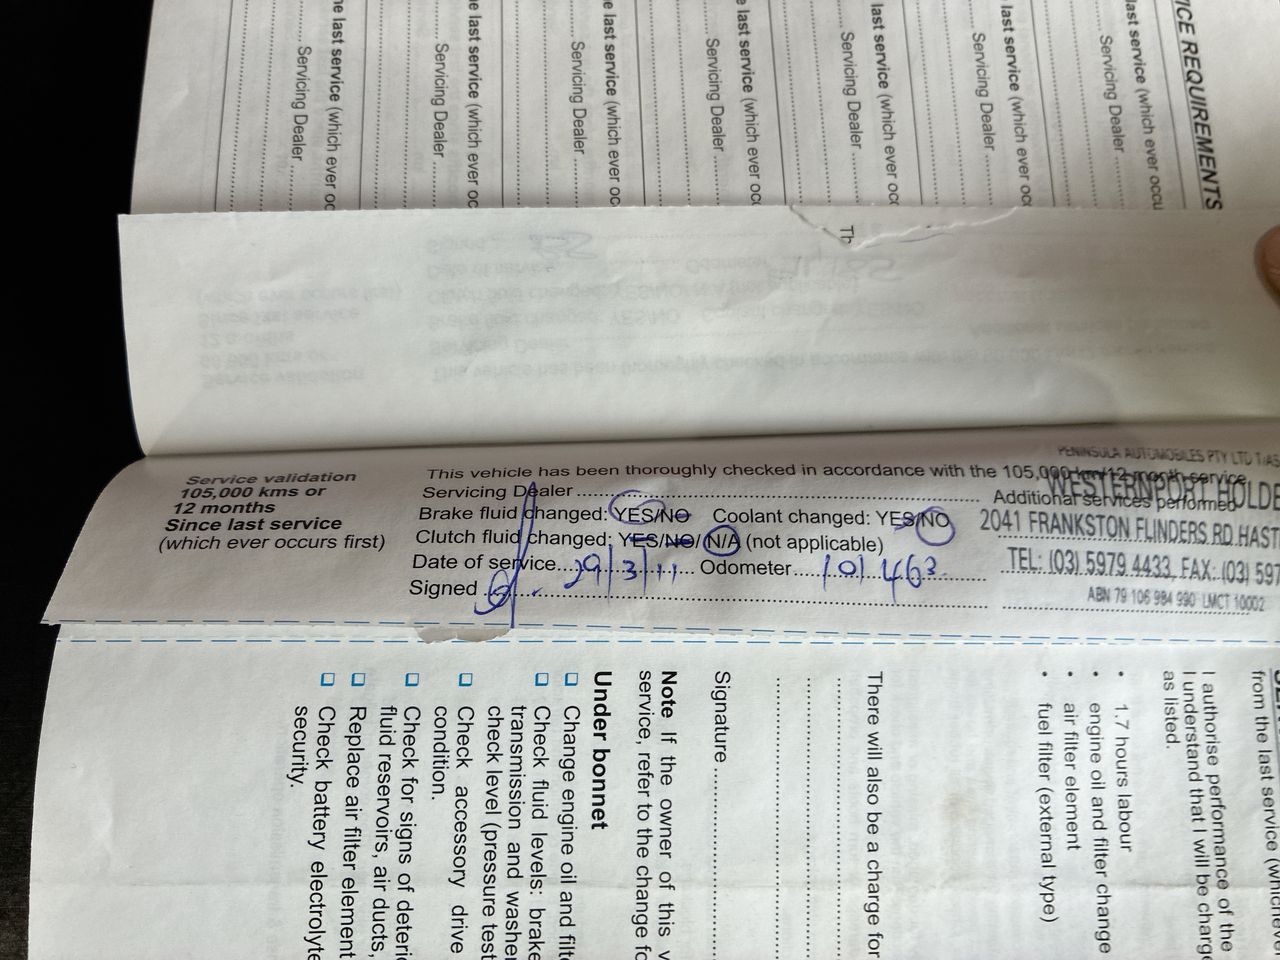 ICE REQUIREMENTS
last service (which ever occu
Servicing Dealer
last service (which ever occ
Servicing Dealer
last service (which ever occ
Servicing Dealer
e last service (which ever occ
Servicing Dealer
e last service (which ever oc
Servicing Dealer
e last service (which ever oc
Servicing Dealer
he last service (which ever oc
Servicing Dealer
Th
Service validation
105,000 kms or
12 months
Since last service
(which ever occurs first)
This vehicle has been thoroughly checked in accordance with the 105,000 km/12 month service
Servicing Dealer
Additional services performed
Brake fluid changed: YES/NO Coolant changed: YES/NO
Clutch fluid changed: YES/NO/N/A (not applicable)
Date of service 29/3/11 Odometer 101463
Signed
PENINSULA AUTOMOBILES PTY LTD T/AS
WESTERNPORT HOLDE
2041 FRANKSTON FLINDERS RD HAST
TEL: (03) 5979 4433 FAX: (03) 597
ABN 79 106 984 990 LMCT 10002
from the last service (whichever
I authorise performance of the
I understand that I will be charge
as listed.
• 1.7 hours labour
• engine oil and filter change
• air filter element
• fuel filter (external type)
There will also be a charge for
Signature
Note If the owner of this v
service, refer to the change fo
Under bonnet
Change engine oil and filte
Check fluid levels: brake
transmission and washer
check level (pressure test
Check accessory drive
condition.
Check for signs of deteric
fluid reservoirs, air ducts,
Replace air filter element
Check battery electrolyte
security.